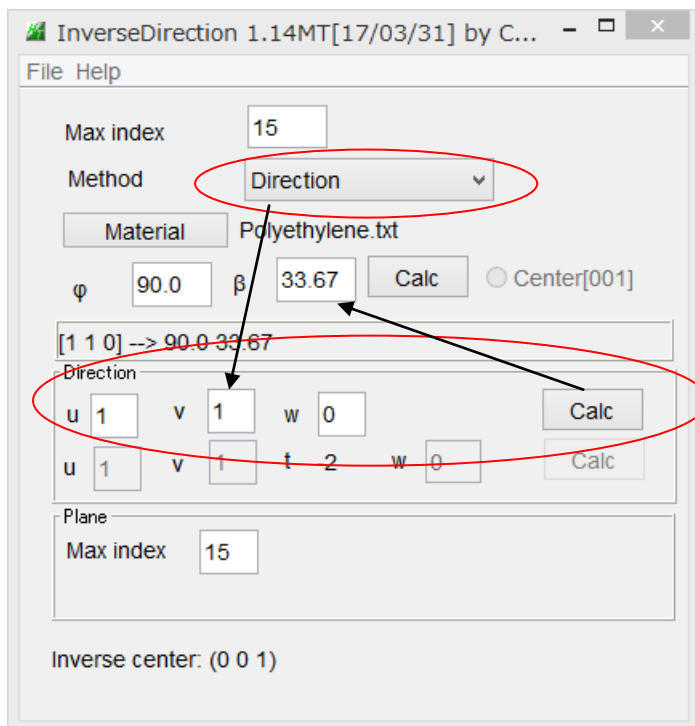 InverseDirection 1.14MT[17/03/31] by C...
File Help
Max index 15
Method Direction
Material Polyethylene.txt
φ 90.0 β 33.67 Calc Center[001]
[1 1 0] --> 90.0 33.67
Direction
u 1 v 1 w 0 Calc
u 1 v 1 t -2 w 0 Calc
Plane
Max index 15
Inverse center: (0 0 1)